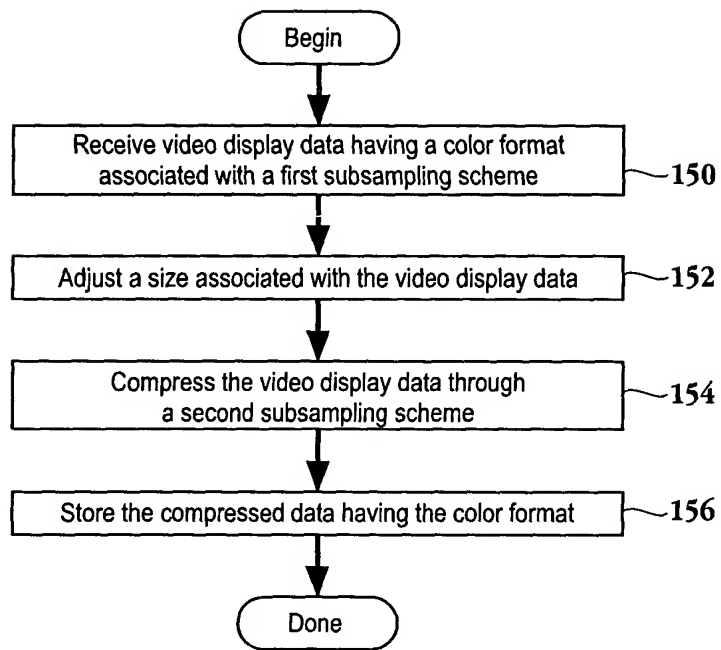 Begin
Receive video display data having a color format
associated with a first subsampling scheme
150
Adjust a size associated with the video display data
152
Compress the video display data through
a second subsampling scheme
154
Store the compressed data having the color format
156
Done